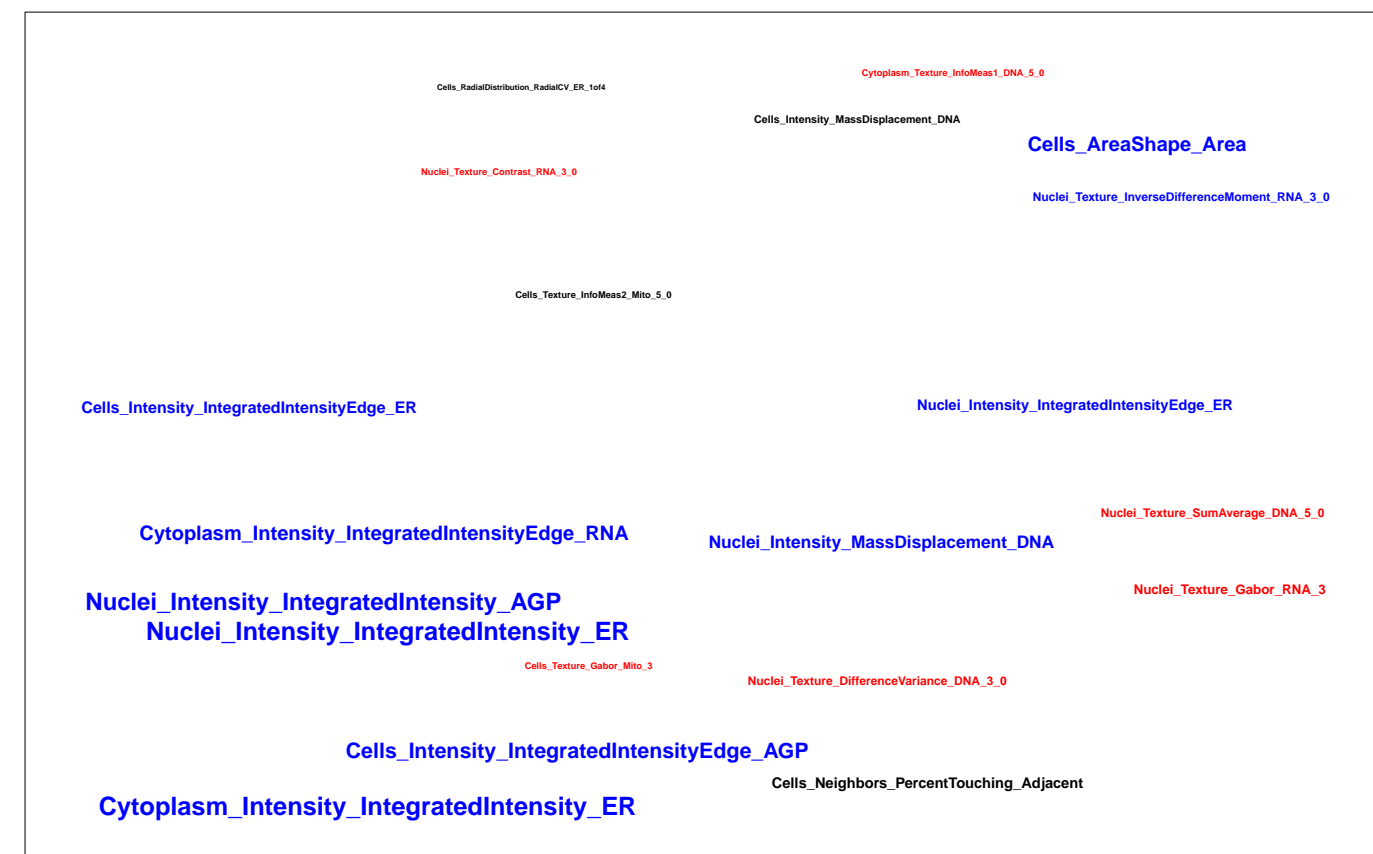 Cytoplasm_Texture_InfoMeas1_DNA_5_0
Cells_RadialDistribution_RadialCV_ER_1of4
Cells_Intensity_MassDisplacement_DNA
Cells_AreaShape_Area
Nuclei_Texture_Contrast_RNA_3_0
Nuclei_Texture_InverseDifferenceMoment_RNA_3_0
Cells_Texture_InfoMeas2_Mito_5_0
Cells_Intensity_IntegratedIntensityEdge_ER
Nuclei_Intensity_IntegratedIntensityEdge_ER
Nuclei_Texture_SumAverage_DNA_5_0
Cytoplasm_Intensity_IntegratedIntensityEdge_RNA
Nuclei_Intensity_MassDisplacement_DNA
Nuclei_Texture_Gabor_RNA_3
Nuclei_Intensity_IntegratedIntensity_AGP
Nuclei_Intensity_IntegratedIntensity_ER
Cells_Texture_Gabor_Mito_3
Nuclei_Texture_DifferenceVariance_DNA_3_0
Cells_Intensity_IntegratedIntensityEdge_AGP
Cells_Neighbors_PercentTouching_Adjacent
Cytoplasm_Intensity_IntegratedIntensity_ER